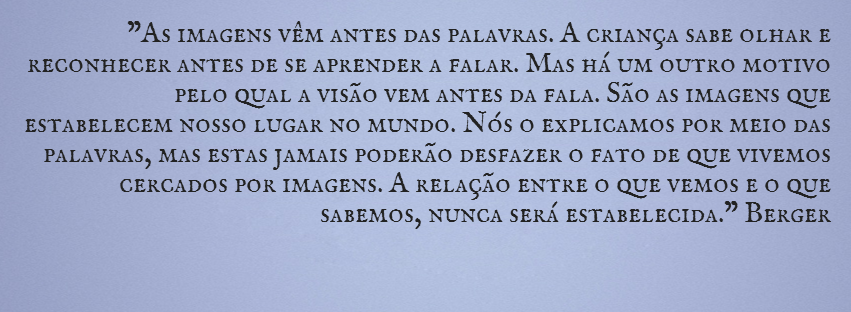 "As imagens vêm antes das palavras. A criança sabe olhar e
reconhecer antes de se aprender a falar. Mas há um outro motivo
pelo qual a visão vem antes da fala. São as imagens que
estabelecem nosso lugar no mundo. Nós o explicamos por meio das
palavras, mas estas jamais poderão desfazer o fato de que vivemos
cercados por imagens. A relação entre o que vemos e o que
sabemos, nunca será estabelecida." Berger